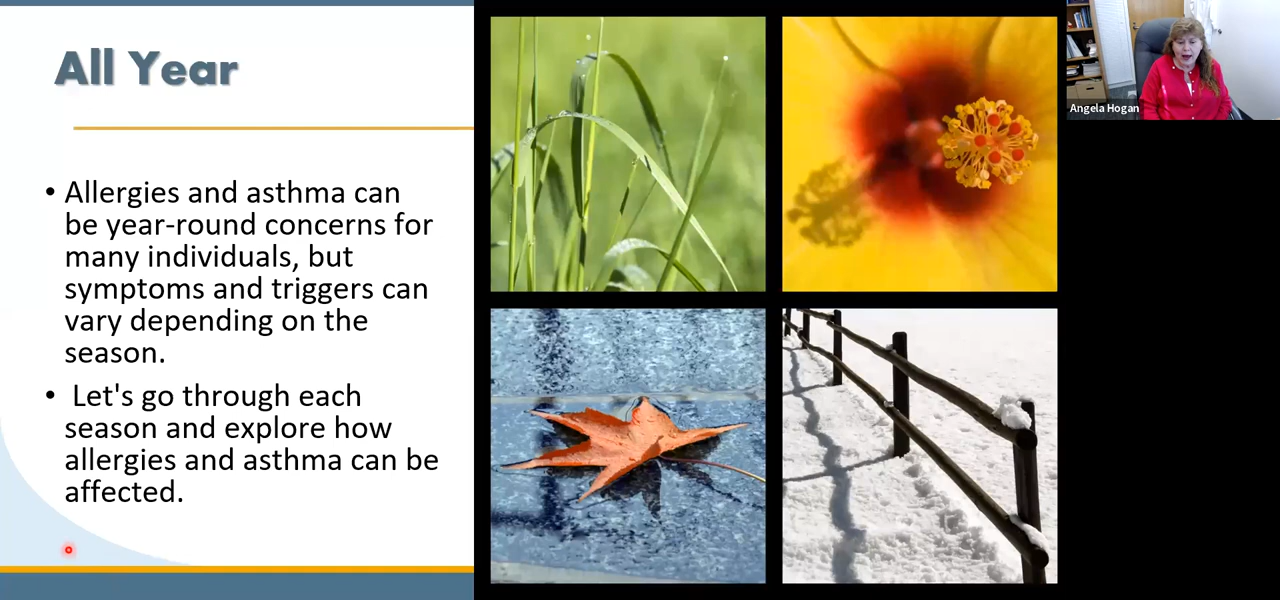 All Year
• Allergies and asthma can
be year-round concerns for
many individuals, but
symptoms and triggers can
vary depending on the
season.
• Let's go through each
season and explore how
allergies and asthma can be
affected.
Angela Hogan